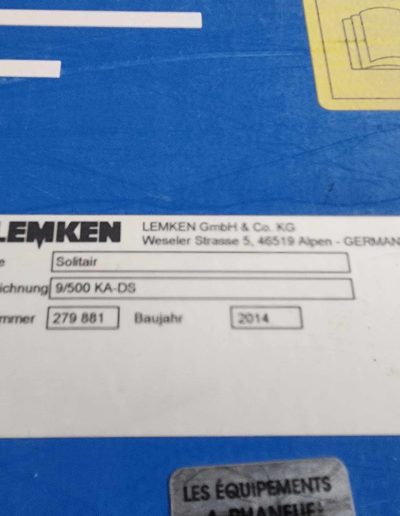 LEMKEN LEMKEN GmbH & Co. KG
Weseler Strasse 5, 46519 Alpen - GERMAN
e Solitair
ichnung 9/500 KA-DS
mmer 279 881 Baujahr 2014
LES ÉQUIPEMENTS
A. PHANEUF